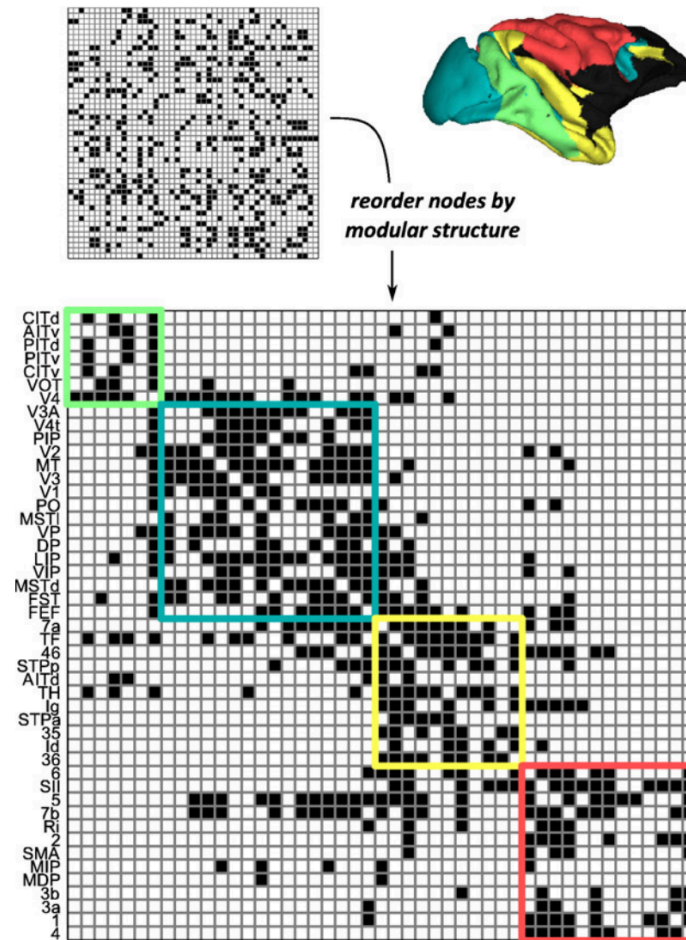 reorder nodes by
modular structure
CITd
AITv
PITd
PITv
CITv
VOT
V4
V3A
V4t
PIP
V2
MT
V3
V1
PO
MSTl
VP
DP
LIP
VIP
MSTd
FST
FEF
7a
TF
46
STPp
AITd
TH
Ig
STPa
35
Id
36
6
SII
5
7b
Ri
2
SMA
MIP
MDP
3b
3a
1
4